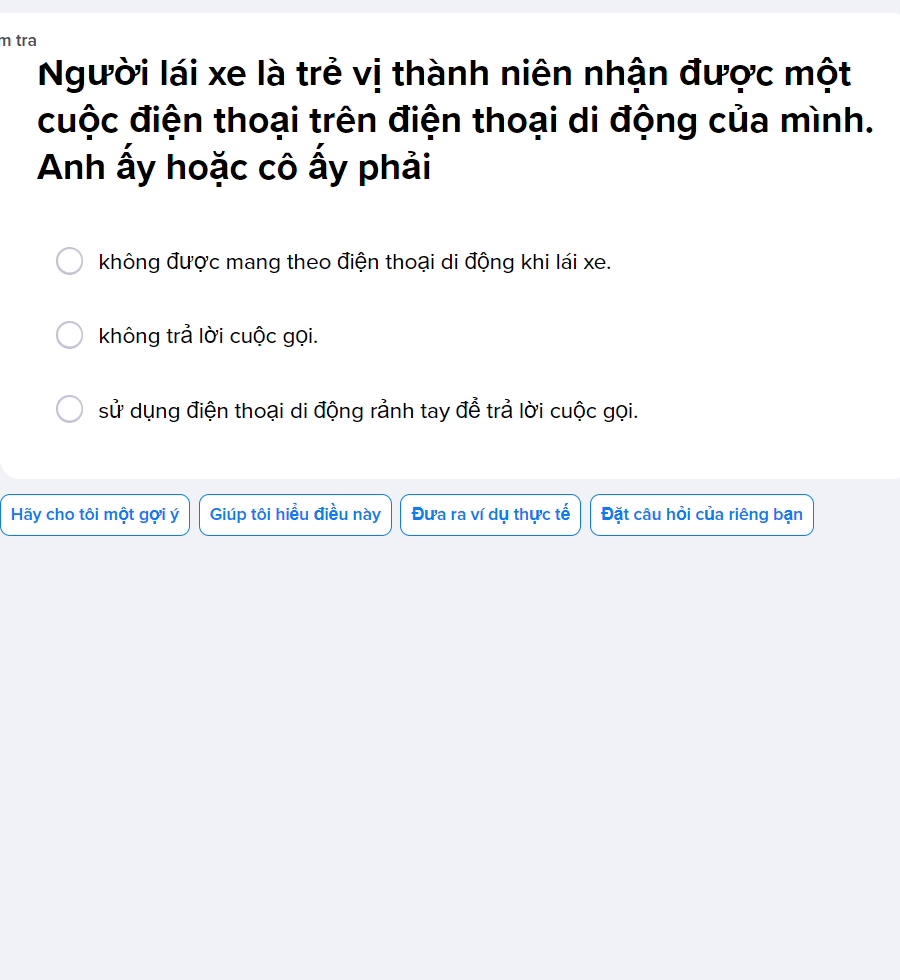 m tra
Người lái xe là trẻ vị thành niên nhận được một
cuộc điện thoại trên điện thoại di động của mình.
Anh ấy hoặc cô ấy phải
không được mang theo điện thoại di động khi lái xe.
không trả lời cuộc gọi.
sử dụng điện thoại di động rảnh tay để trả lời cuộc gọi.
Hãy cho tôi một gợi ý
Giúp tôi hiểu điều này
Đưa ra ví dụ thực tế
Đặt câu hỏi của riêng bạn